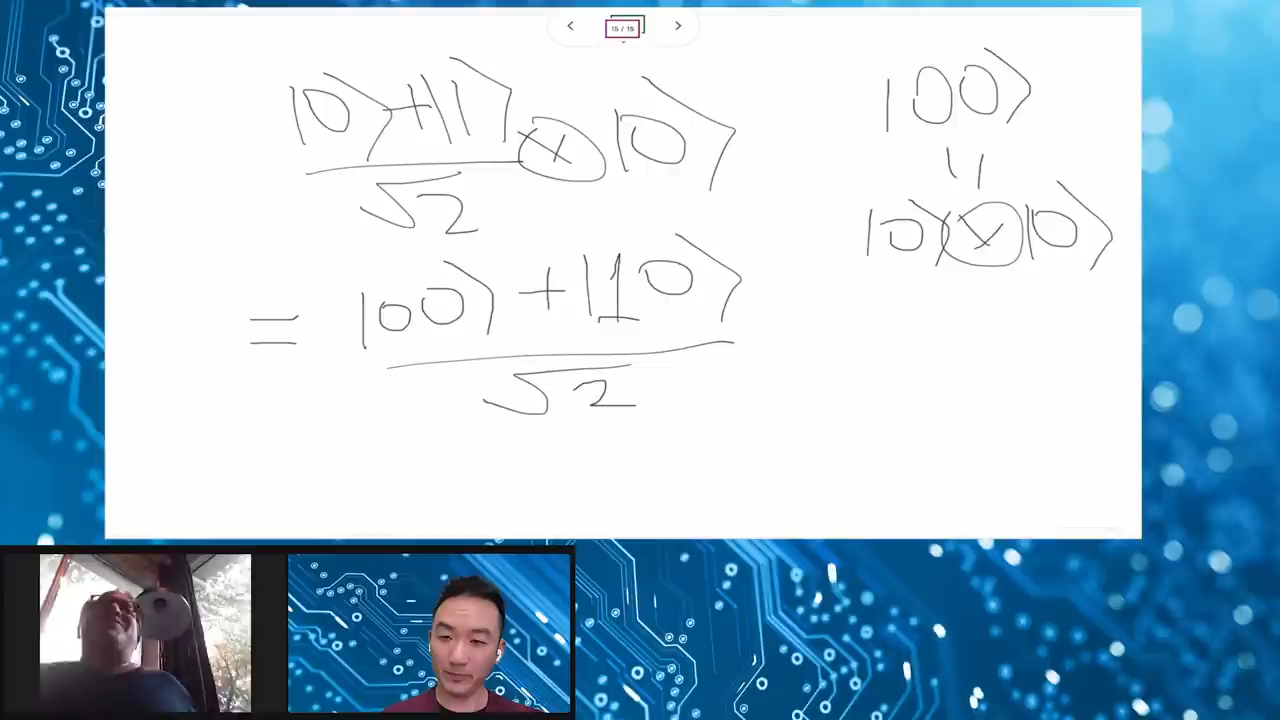 15 / 15
|0⟩+|1⟩ ⊗ |0⟩
√2
= |00⟩ + |10⟩
√2
|00⟩
=
|0⟩⊗|0⟩